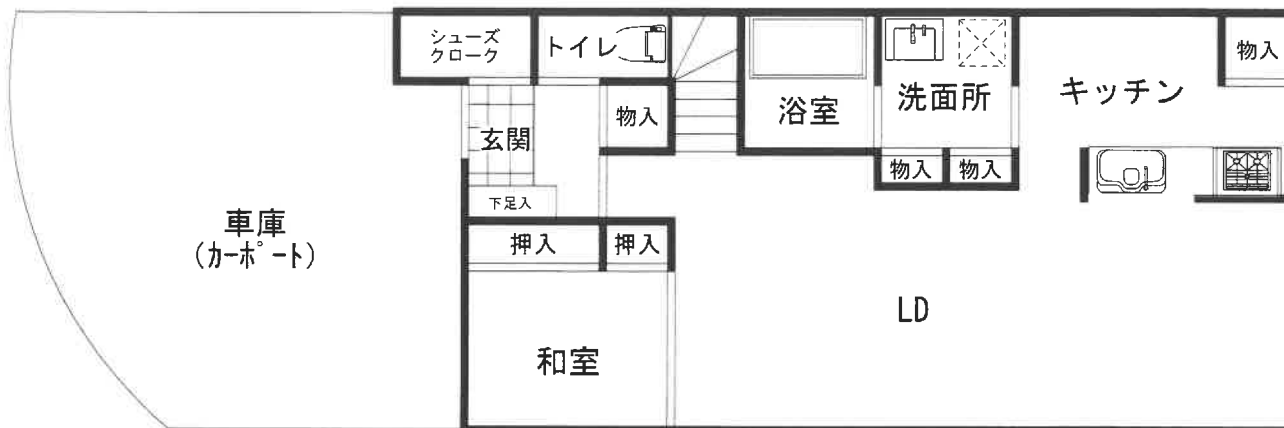 シューズ
クローク
トイレ
物入
浴室
洗面所
キッチン
物入
玄関
物入
物入
下足入
車庫
(カーポート)
押入
押入
和室
LD